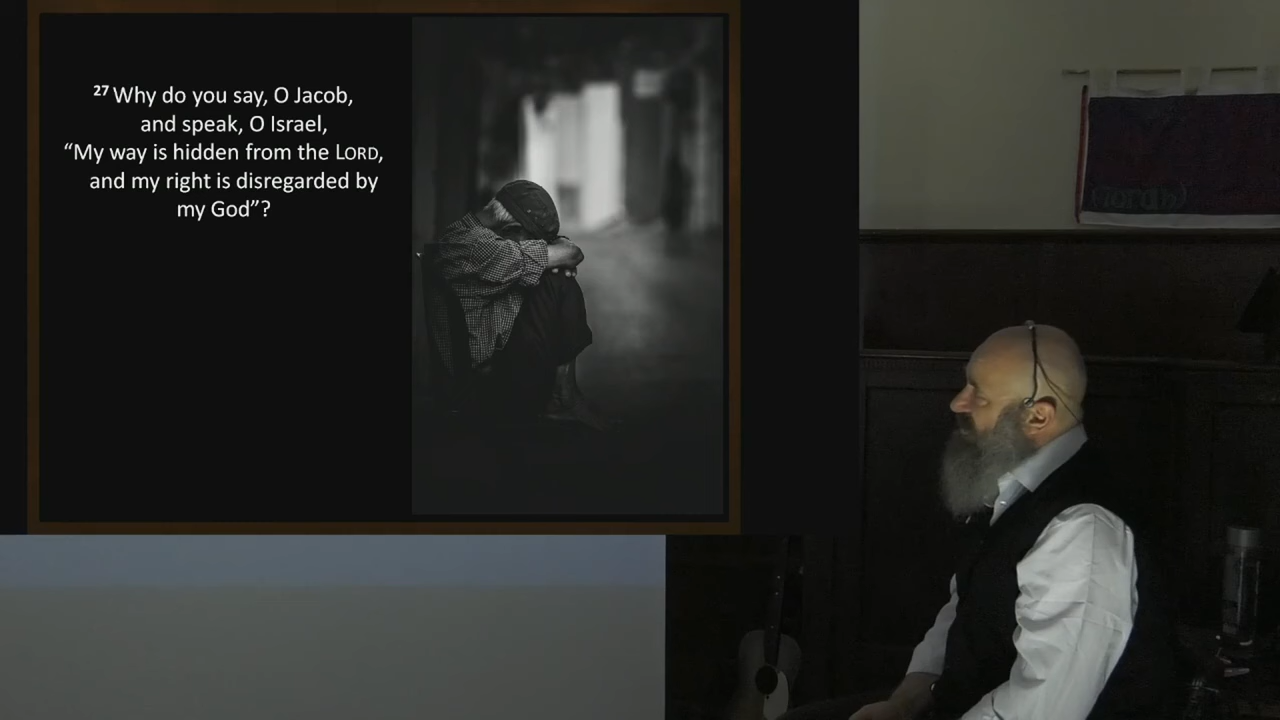 27 Why do you say, O Jacob,
and speak, O Israel,
“My way is hidden from the LORD,
and my right is disregarded by
my God”?